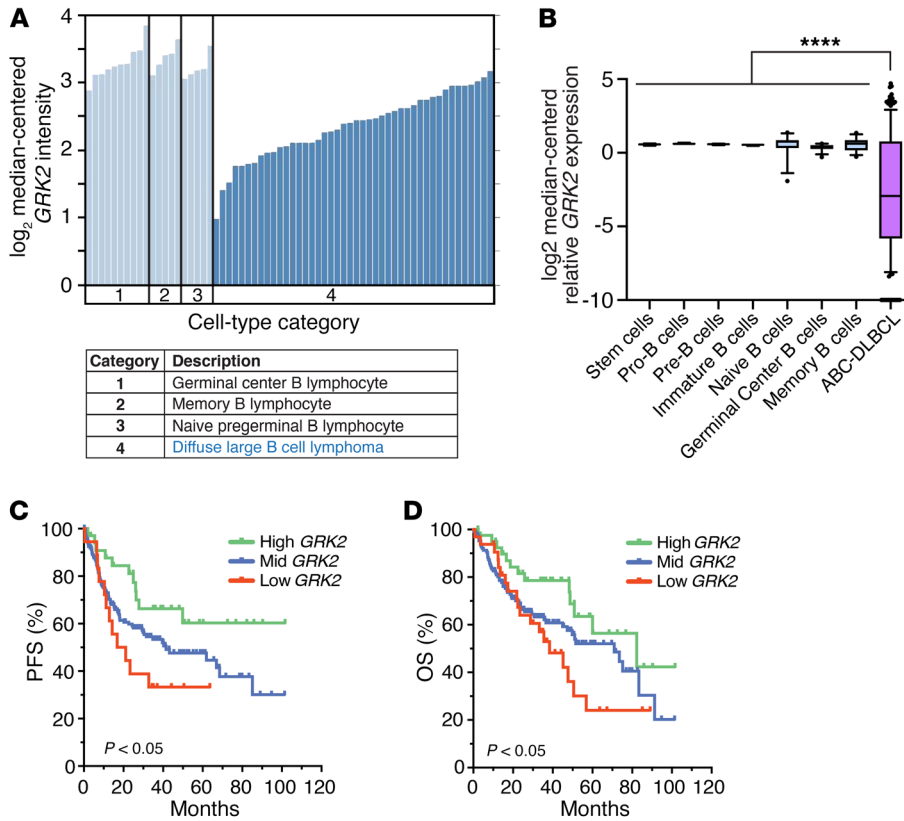 A
log2 median-centered
GRK2 intensity
4
3
2
1
0
1
2
3
4
Cell-type category
Category Description
1 Germinal center B lymphocyte
2 Memory B lymphocyte
3 Naive pregerminal B lymphocyte
4 Diffuse large B cell lymphoma
B
****
log2 median-centerd
relative GRK2 expression
5
0
-5
-10
Stem cells
Pro-B cells
Pre-B cells
Immature B cells
Naive B cells
Germinal Center B cells
Memory B cells
ABC-DLBCL
C
PFS (%)
100
80
60
40
20
0
High GRK2
Mid GRK2
Low GRK2
P < 0.05
0 20 40 60 80 100 120
Months
D
OS (%)
100
80
60
40
20
0
High GRK2
Mid GRK2
Low GRK2
P < 0.05
0 20 40 60 80 100 120
Months